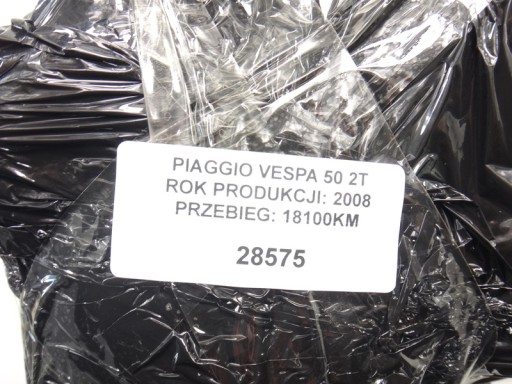 PIAGGIO VESPA 50 2T
ROK PRODUKCJI: 2008
PRZEBIEG: 18100KM
28575